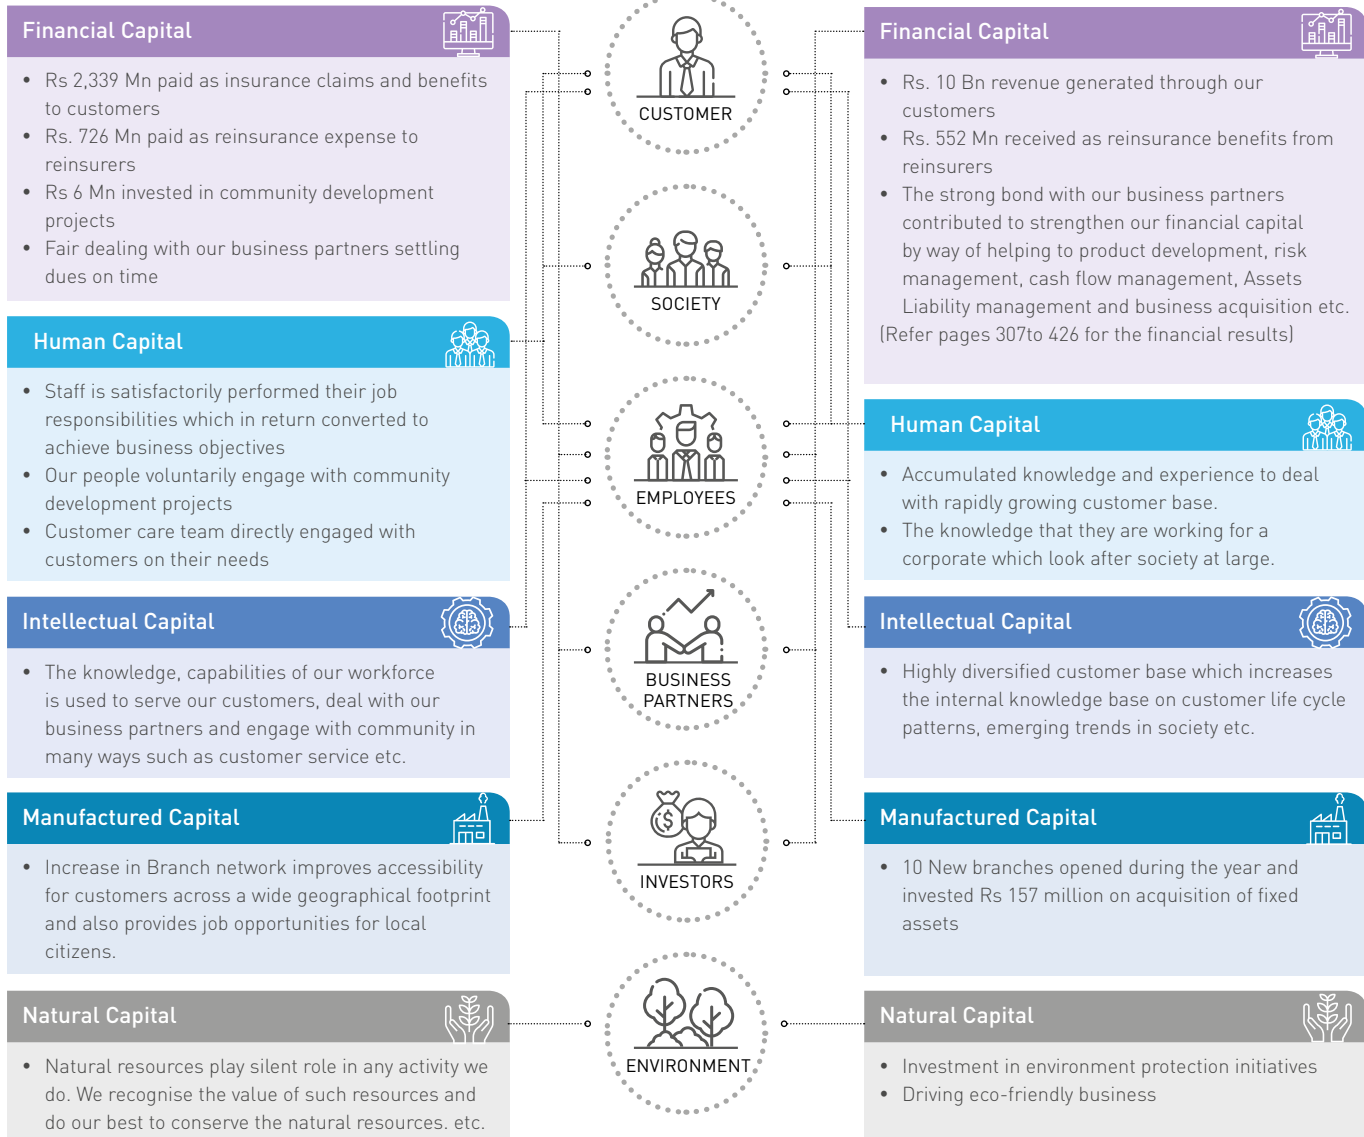 Financial Capital
• Rs 2,339 Mn paid as insurance claims and benefits
to customers
• Rs. 726 Mn paid as reinsurance expense to
reinsurers
• Rs 6 Mn invested in community development
projects
• Fair dealing with our business partners settling
dues on time
Human Capital
• Staff is satisfactorily performed their job
responsibilities which in return converted to
achieve business objectives
• Our people voluntarily engage with community
development projects
• Customer care team directly engaged with
customers on their needs
Intellectual Capital
• The knowledge, capabilities of our workforce
is used to serve our customers, deal with our
business partners and engage with community in
many ways such as customer service etc.
Manufactured Capital
• Increase in Branch network improves accessibility
for customers across a wide geographical footprint
and also provides job opportunities for local
citizens.
Natural Capital
• Natural resources play silent role in any activity we
do. We recognise the value of such resources and
do our best to conserve the natural resources. etc.
CUSTOMER
SOCIETY
EMPLOYEES
BUSINESS
PARTNERS
$
INVESTORS
ENVIRONMENT
Financial Capital
• Rs. 10 Bn revenue generated through our
customers
• Rs. 552 Mn received as reinsurance benefits from
reinsurers
• The strong bond with our business partners
contributed to strengthen our financial capital
by way of helping to product development, risk
management, cash flow management, Assets
Liability management and business acquisition etc.
(Refer pages 307to 426 for the financial results)
Human Capital
• Accumulated knowledge and experience to deal
with rapidly growing customer base.
• The knowledge that they are working for a
corporate which look after society at large.
Intellectual Capital
• Highly diversified customer base which increases
the internal knowledge base on customer life cycle
patterns, emerging trends in society etc.
Manufactured Capital
• 10 New branches opened during the year and
invested Rs 157 million on acquisition of fixed
assets
Natural Capital
• Investment in environment protection initiatives
• Driving eco-friendly business